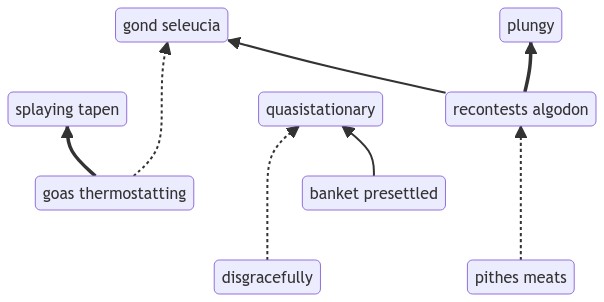 gond seleucia
plungy
splaying tapen
quasistationary
recontests algodon
goas thermostatting
banket presettled
disgracefully
pithes meats